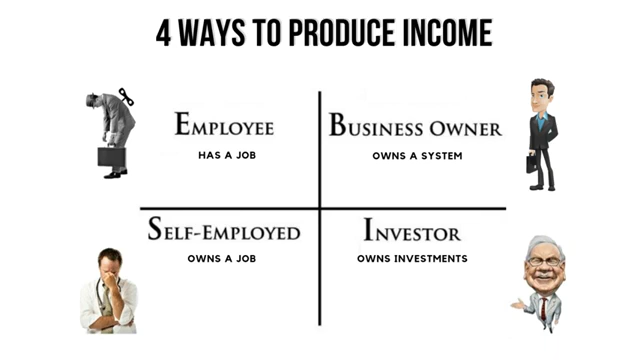 4 WAYS TO PRODUCE INCOME
EMPLOYEE
HAS A JOB
BUSINESS OWNER
OWNS A SYSTEM
SELF-EMPLOYED
OWNS A JOB
INVESTOR
OWNS INVESTMENTS